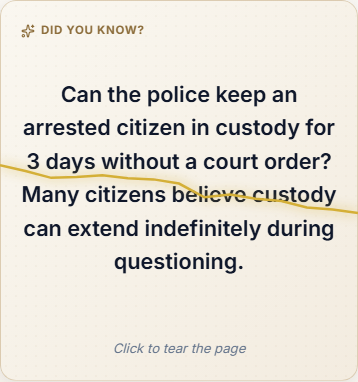 DID YOU KNOW?
Can the police keep an
arrested citizen in custody for
3 days without a court order?
Many citizens believe custody
can extend indefinitely during
questioning.
Click to tear the page